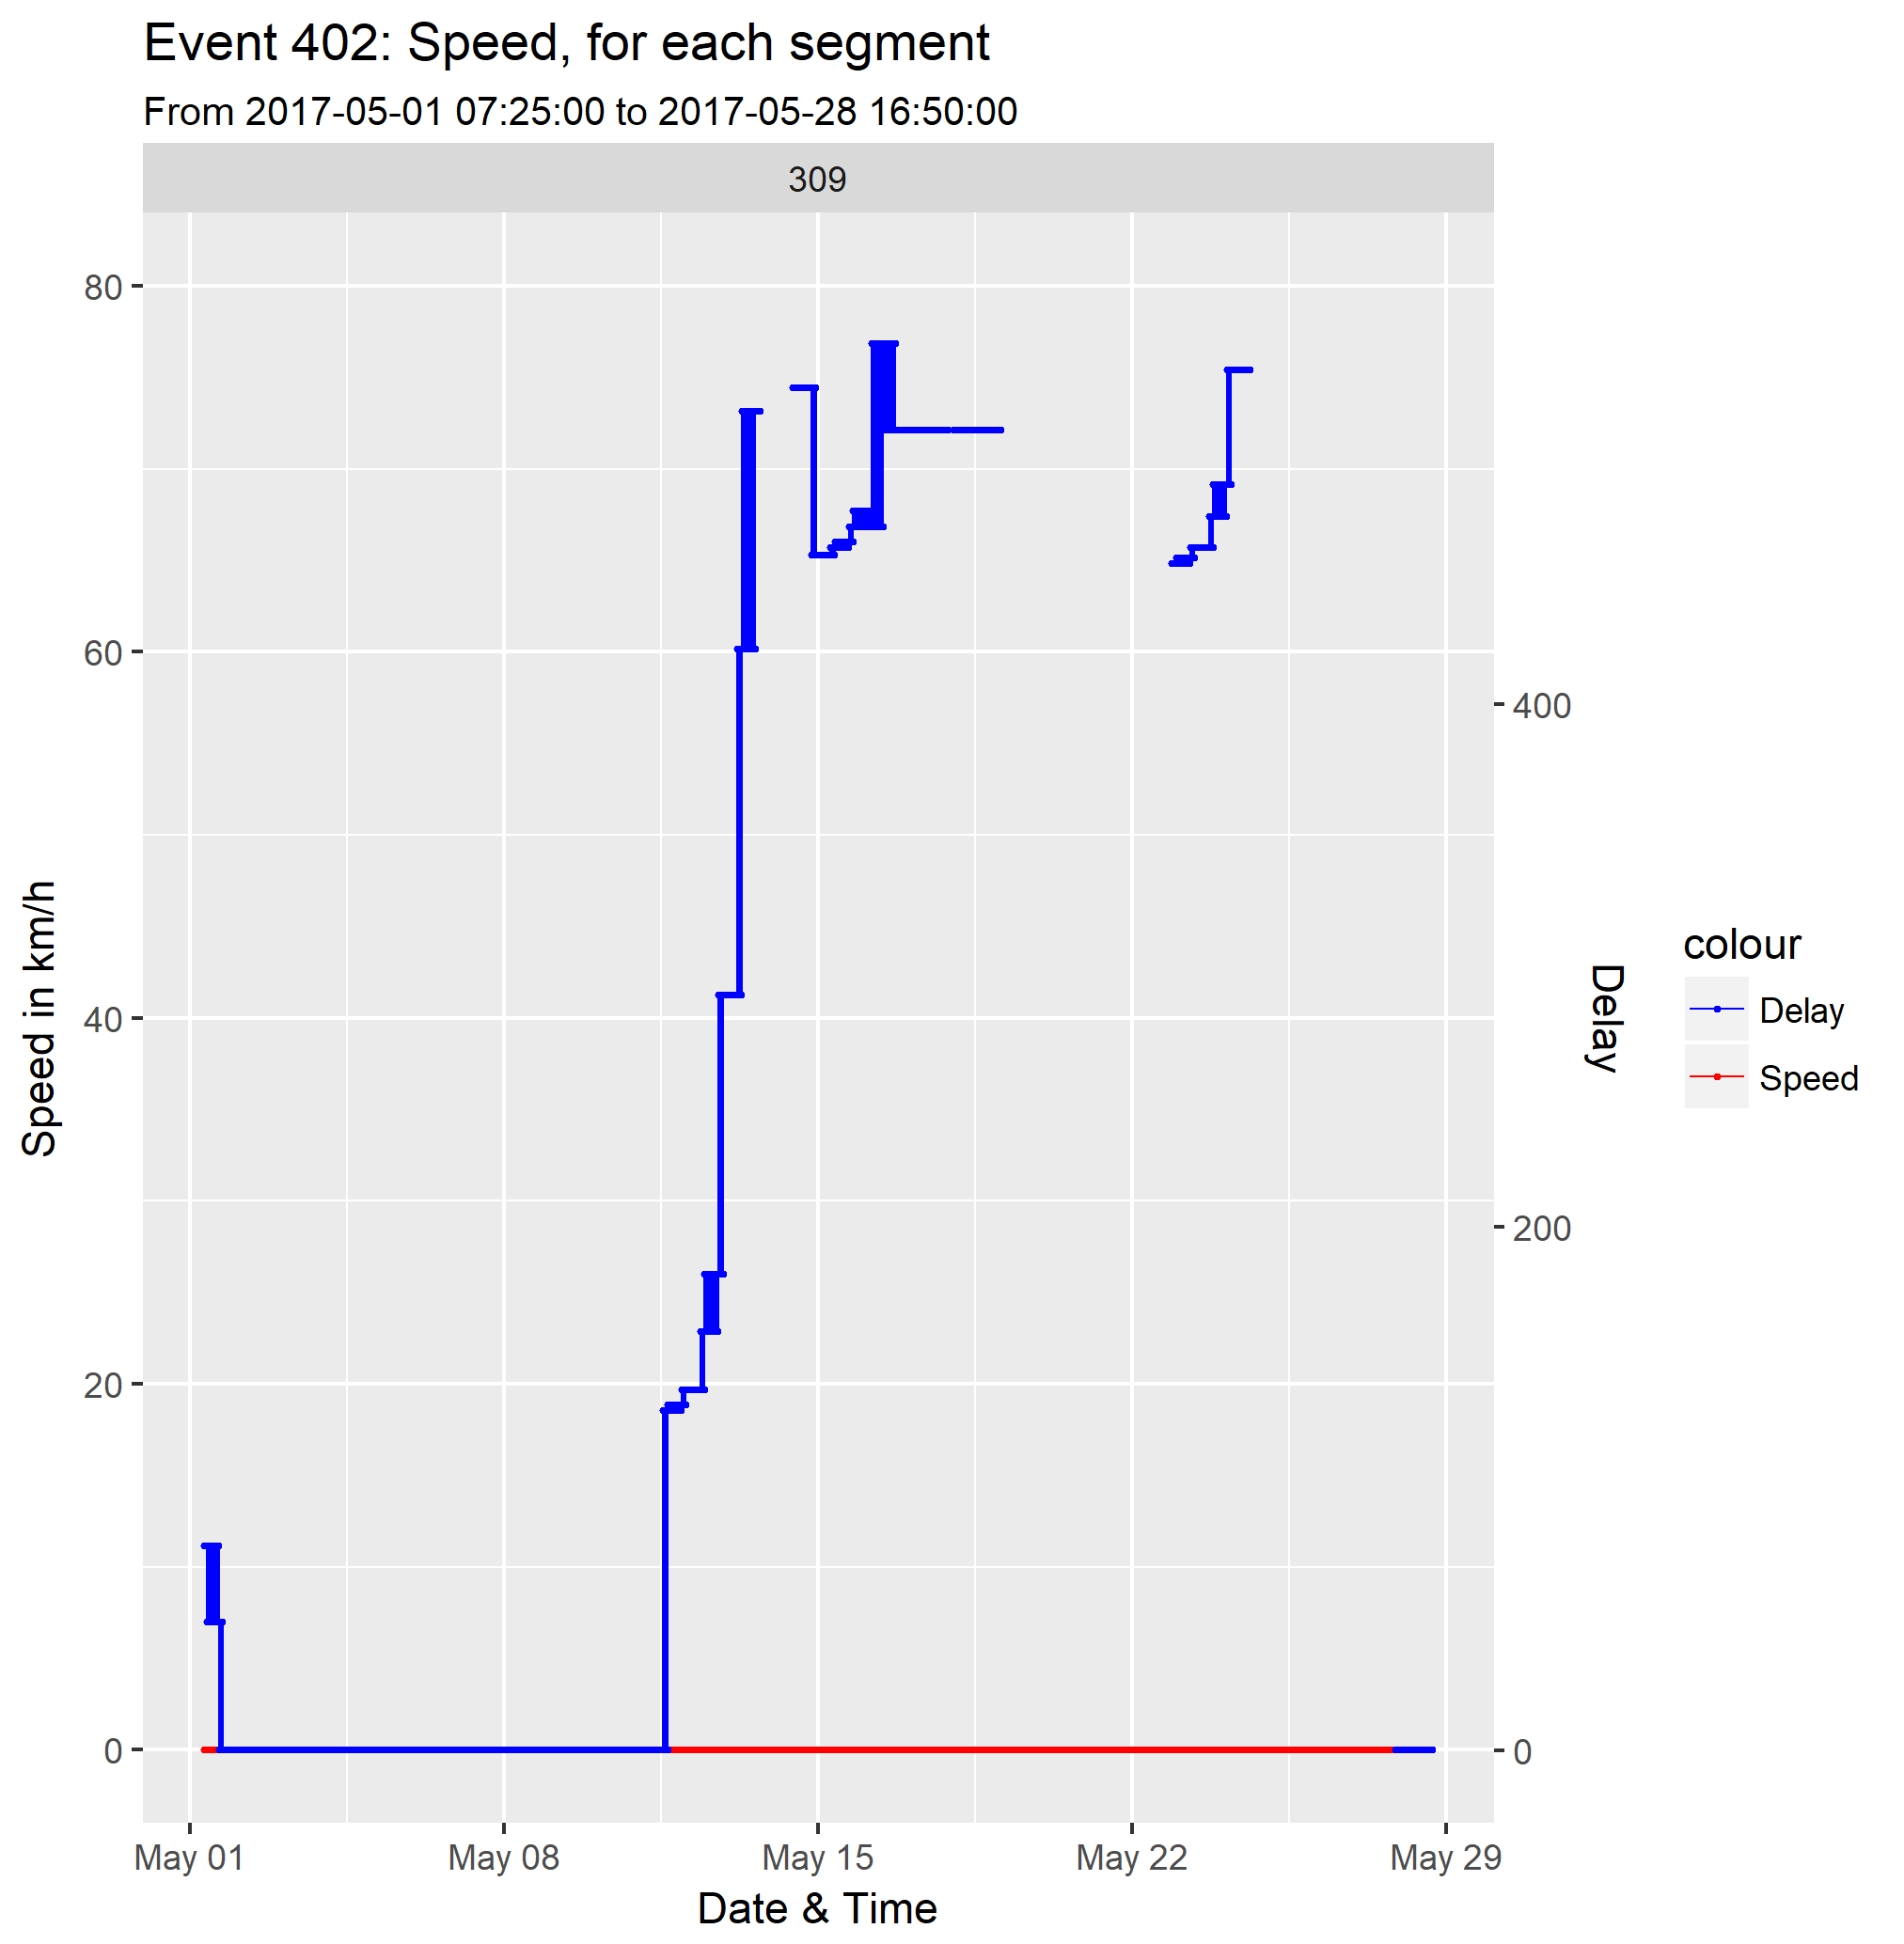 Event 402: Speed, for each segment
From 2017-05-01 07:25:00 to 2017-05-28 16:50:00
309
80
60
40
20
0
Speed in km/h
400
200
0
Delay
May 01
May 08
May 15
May 22
May 29
Date & Time
colour
Delay
Speed